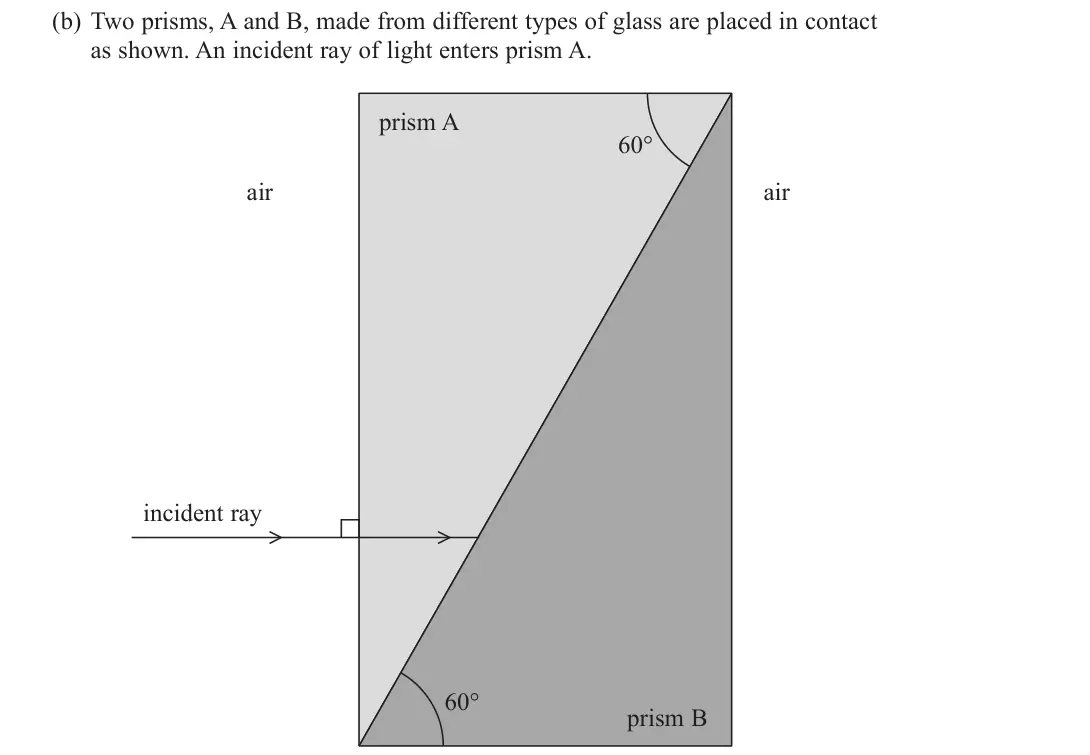 (b) Two prisms, A and B, made from different types of glass are placed in contact
as shown. An incident ray of light enters prism A.
prism A
60°
air
air
incident ray
60°
prism B